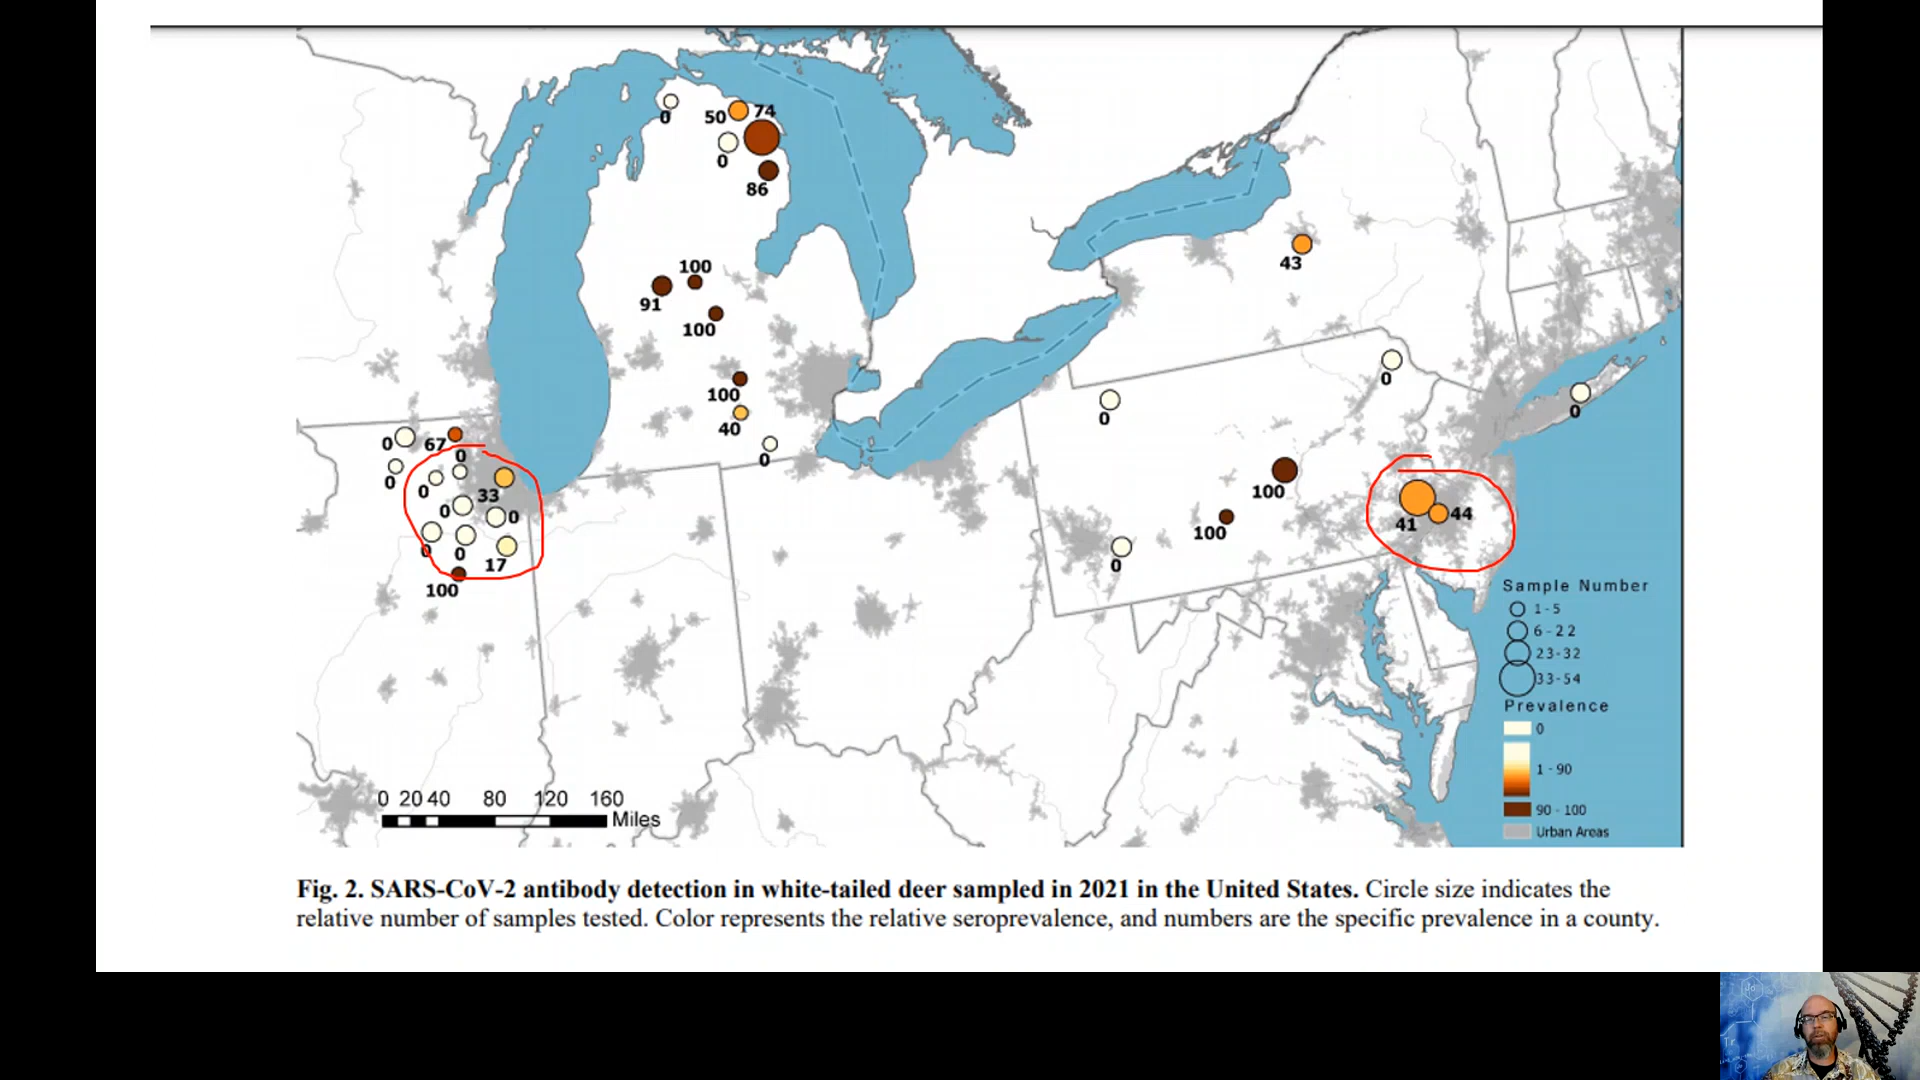 0
50
74
0
86
100
91
100
100
40
0
43
0
0
0
100
100
0
41
44
0
67
0
0
0
33
0
0
0
0
17
100
Sample Number
1 - 5
6 - 22
23 - 32
33 - 54
Prevalence
0
1 - 90
90 - 100
Urban Areas
0 20 40 80 120 160
Miles
Fig. 2. SARS-CoV-2 antibody detection in white-tailed deer sampled in 2021 in the United States. Circle size indicates the
relative number of samples tested. Color represents the relative seroprevalence, and numbers are the specific prevalence in a county.